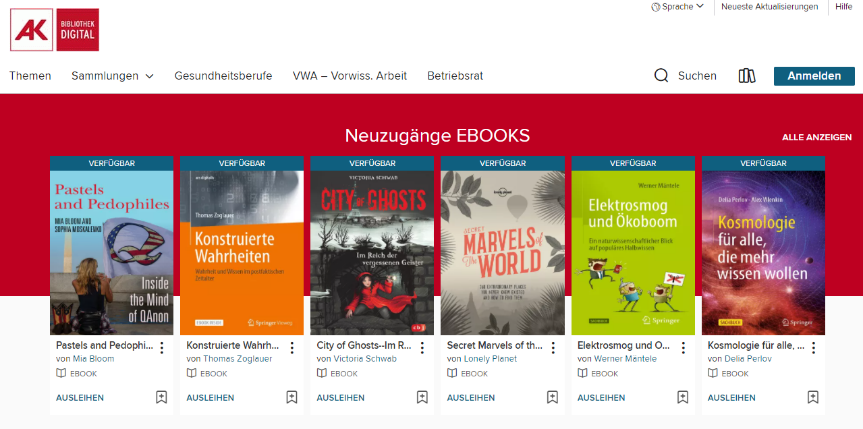 Sprache
Neueste Aktualisierungen
Hilfe
AK
BIBLIOTHEK
DIGITAL
Themen
Sammlungen
Gesundheitsberufe
VWA – Vorwiss. Arbeit
Betriebsrat
Suchen
Anmelden
Neuzugänge EBOOKS
ALLE ANZEIGEN
VERFÜGBAR
Pastels
and Pedophiles
MIA BLOOM AND
SOPHIA MOSKALENKO
Inside
the Mind
of QAnon
Pastels and Pedophi...
von Mia Bloom
EBOOK
AUSLEIHEN
VERFÜGBAR
Thomas Zoglauer
Konstruierte
Wahrheiten
Wahrheit und Wissen im postfaktischen
Zeitalter
Springer Vieweg
Konstruierte Wahrh...
von Thomas Zoglauer
EBOOK
AUSLEIHEN
VERFÜGBAR
VICTORIA SCHWAB
CITY of GHOSTS
Im Reich der
vergessenen Geister
cbj
City of Ghosts--Im R...
von Victoria Schwab
EBOOK
AUSLEIHEN
VERFÜGBAR
SECRET
MARVELS of
THE WORLD
Secret Marvels of th...
von Lonely Planet
EBOOK
AUSLEIHEN
VERFÜGBAR
Werner Mäntele
Elektrosmog
und Ökoboom
Ein naturwissenschaftlicher Blick
auf populäres Halbwissen
Springer
Elektrosmog und O...
von Werner Mäntele
EBOOK
AUSLEIHEN
VERFÜGBAR
Delia Perlov Alex Vilenkin
Kosmologie
für alle,
die mehr
wissen wollen
SACHBUCH
Springer
Kosmologie für alle, ...
von Delia Perlov
EBOOK
AUSLEIHEN